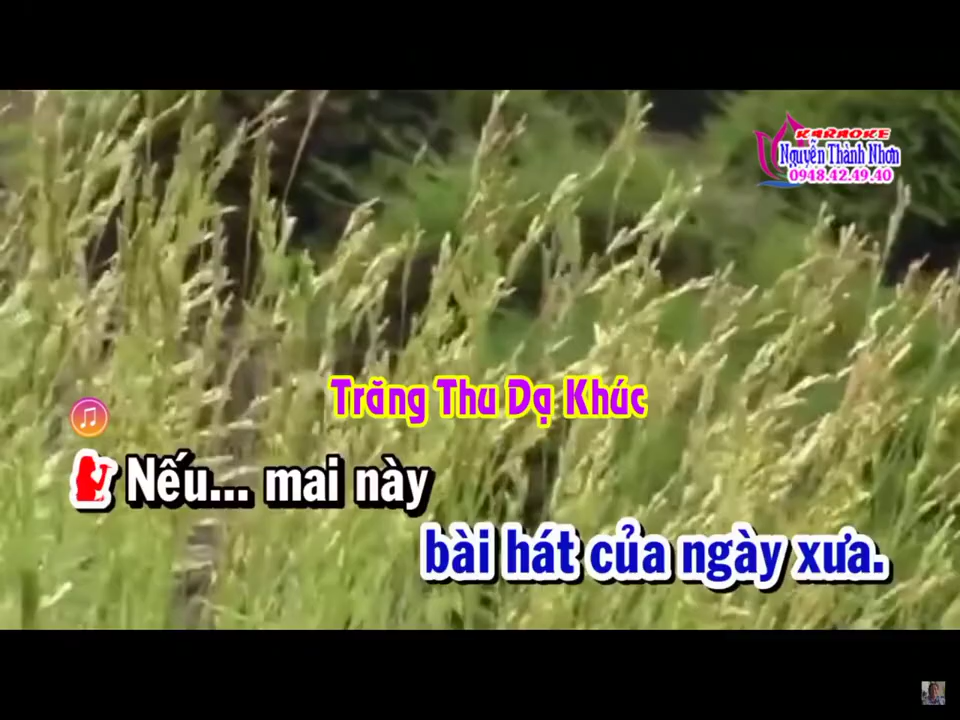 KARAOKE
Nguyễn Thành Nhơn
0948.42.49.40
Trăng Thu Dạ Khúc
Nếu... mai này
bài hát của ngày xưa.